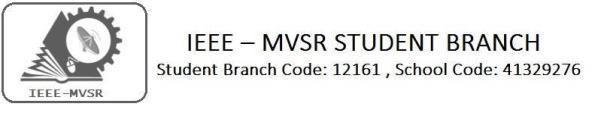 IEEE – MVSR STUDENT BRANCH
Student Branch Code: 12161 , School Code: 41329276
IEEE-MVSR